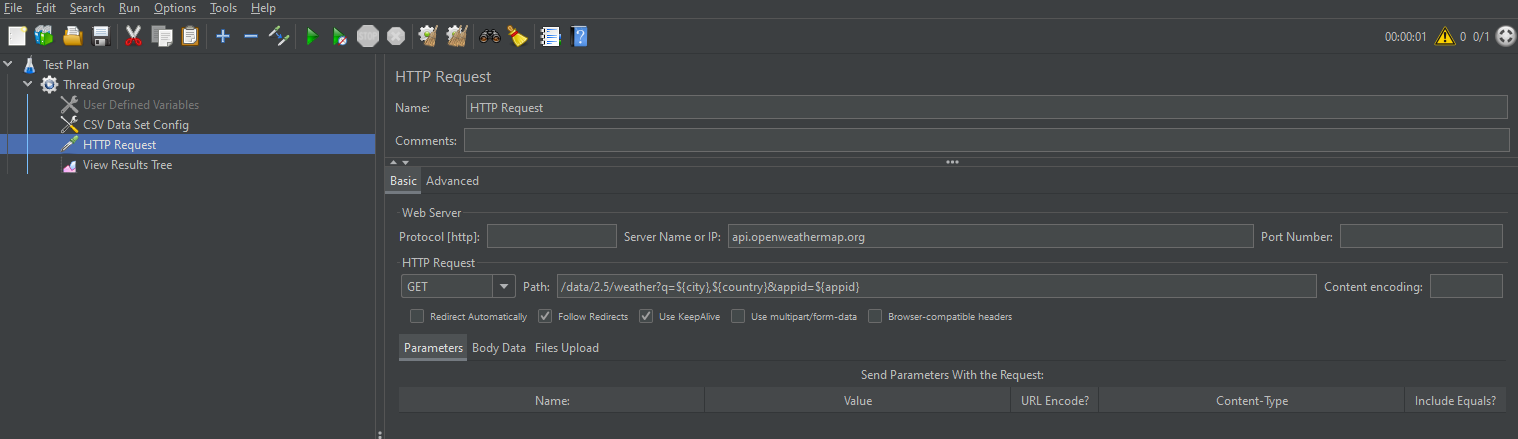 File Edit Search Run Options Tools Help
00:00:01 0 0/1
Test Plan
Thread Group
User Defined Variables
CSV Data Set Config
HTTP Request
View Results Tree
HTTP Request
Name: HTTP Request
Comments:
Basic Advanced
Web Server
Protocol [http]: Server Name or IP: api.openweathermap.org Port Number:
HTTP Request
GET Path: /data/2.5/weather?q=${city},${country}&appid=${appid} Content encoding:
Redirect Automatically Follow Redirects Use KeepAlive Use multipart/form-data Browser-compatible headers
Parameters Body Data Files Upload
Send Parameters With the Request:
Name: Value URL Encode? Content-Type Include Equals?